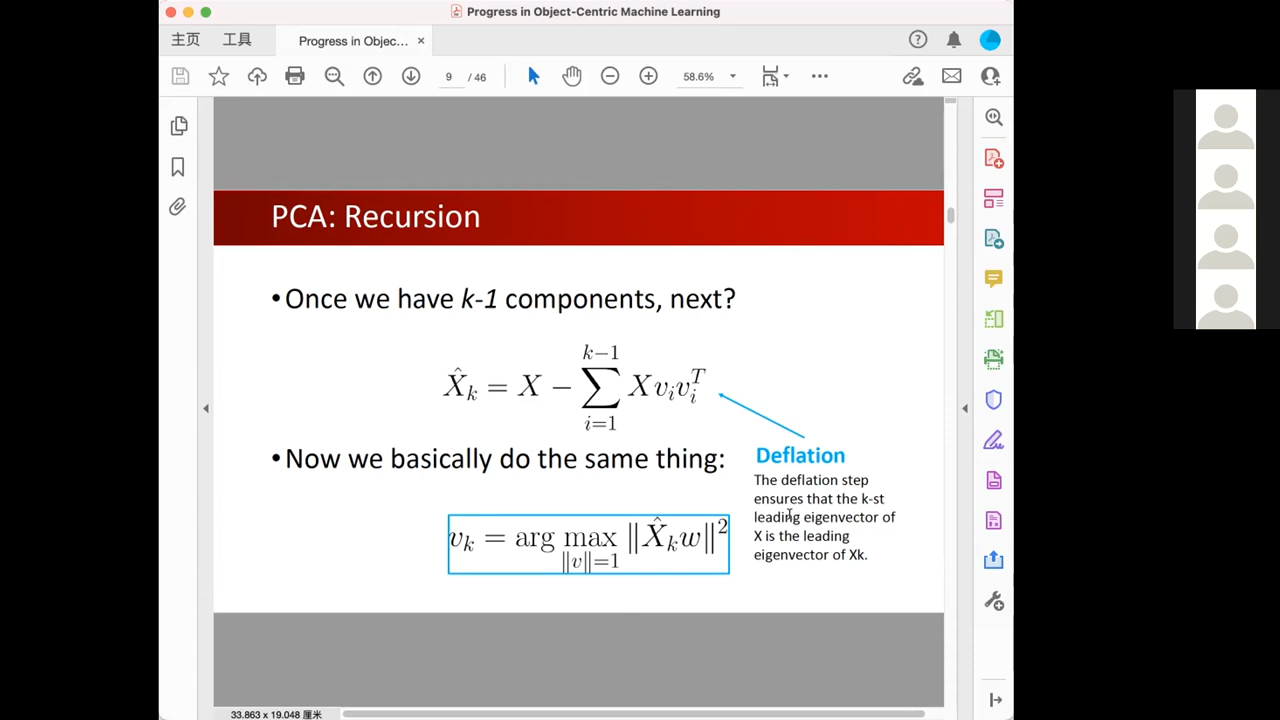 Progress in Object-Centric Machine Learning
主页 工具 Progress in Objec... ×
9 / 46 58.6%
PCA: Recursion
•Once we have k-1 components, next?
$\hat{X}_k = X - \sum_{i=1}^{k-1} X v_i v_i^T$
•Now we basically do the same thing:
$v_k = \arg\max_{\|v\|=1} \|\hat{X}_k w\|^2$
Deflation
The deflation step
ensures that the k-st
leading eigenvector of
X is the leading
eigenvector of Xk.
33.863 x 19.048 厘米